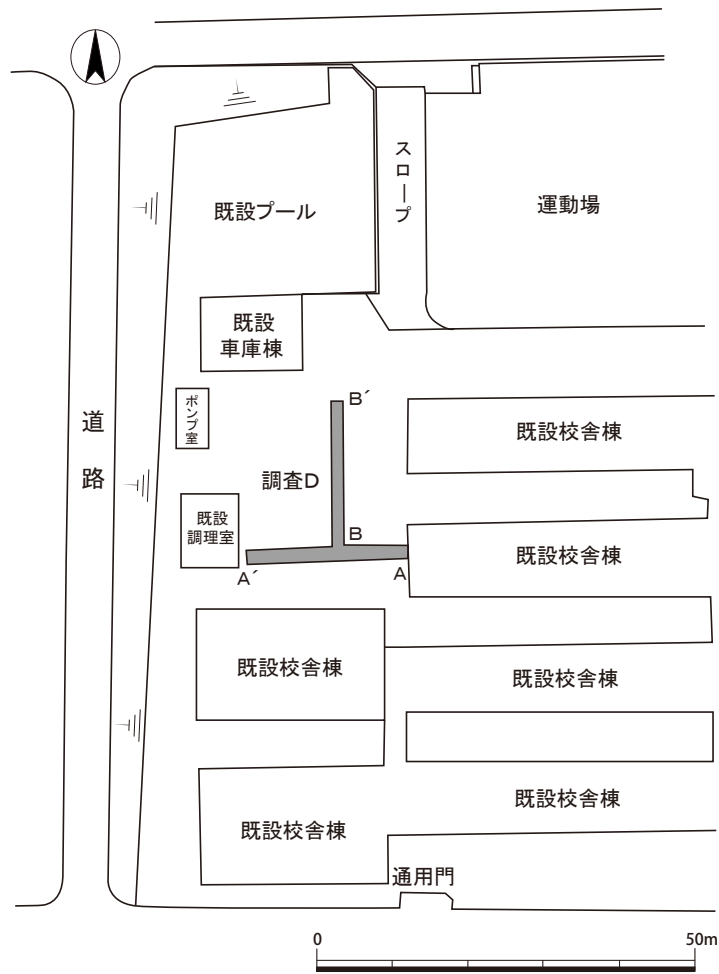 スロープ
既設プール
運動場
既設
車庫棟
ポンプ室
B´
道路
調査D
既設校舎棟
既設
調理室
B
A´
A
既設校舎棟
既設校舎棟
既設校舎棟
既設校舎棟
既設校舎棟
通用門
0
50m